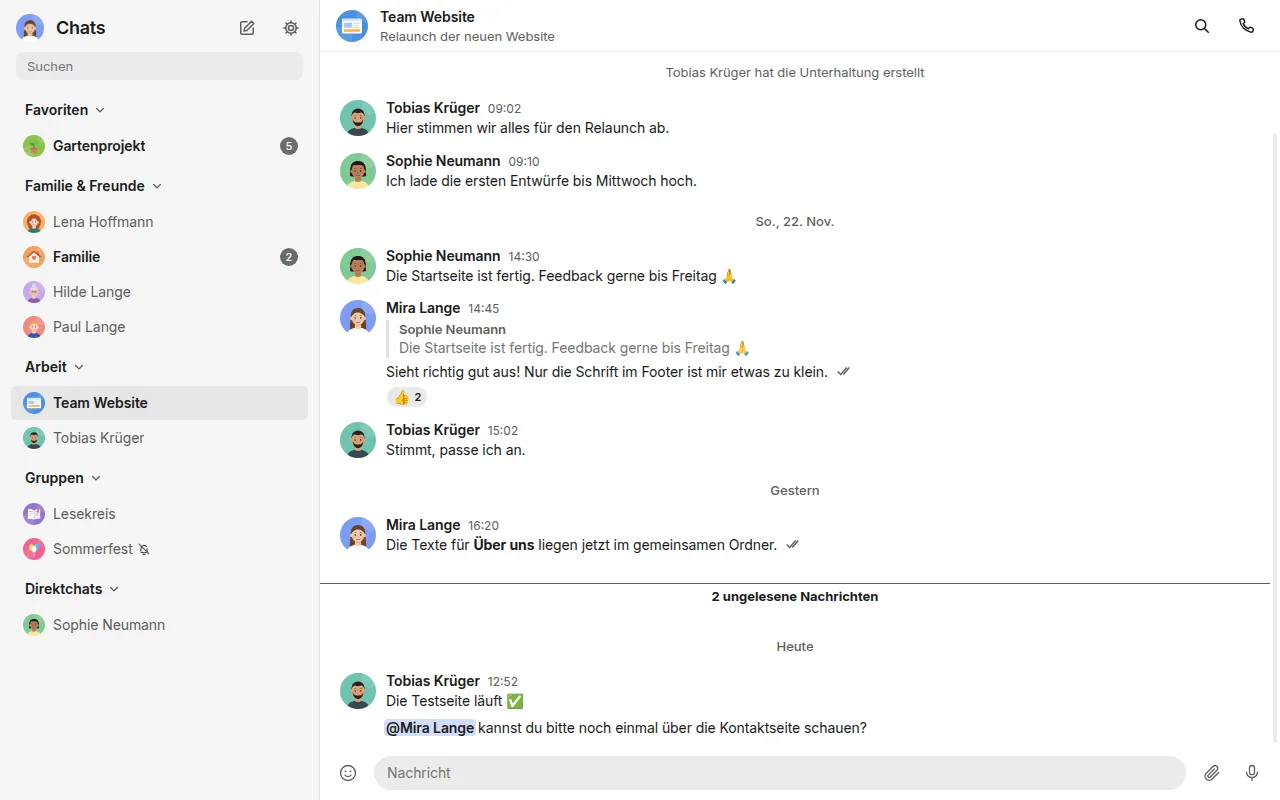 Chats
Suchen
Favoriten
Gartenprojekt 5
Familie & Freunde
Lena Hoffmann
Familie 2
Hilde Lange
Paul Lange
Arbeit
Team Website
Tobias Krüger
Gruppen
Lesekreis
Sommerfest
Direktchats
Sophie Neumann
Team Website
Relaunch der neuen Website
Tobias Krüger hat die Unterhaltung erstellt
Tobias Krüger 09:02
Hier stimmen wir alles für den Relaunch ab.
Sophie Neumann 09:10
Ich lade die ersten Entwürfe bis Mittwoch hoch.
So., 22. Nov.
Sophie Neumann 14:30
Die Startseite ist fertig. Feedback gerne bis Freitag 🙏
Mira Lange 14:45
Sophie Neumann
Die Startseite ist fertig. Feedback gerne bis Freitag 🙏
Sieht richtig gut aus! Nur die Schrift im Footer ist mir etwas zu klein.
👍 2
Tobias Krüger 15:02
Stimmt, passe ich an.
Gestern
Mira Lange 16:20
Die Texte für Über uns liegen jetzt im gemeinsamen Ordner.
2 ungelesene Nachrichten
Heute
Tobias Krüger 12:52
Die Testseite läuft ✅
@Mira Lange kannst du bitte noch einmal über die Kontaktseite schauen?
Nachricht